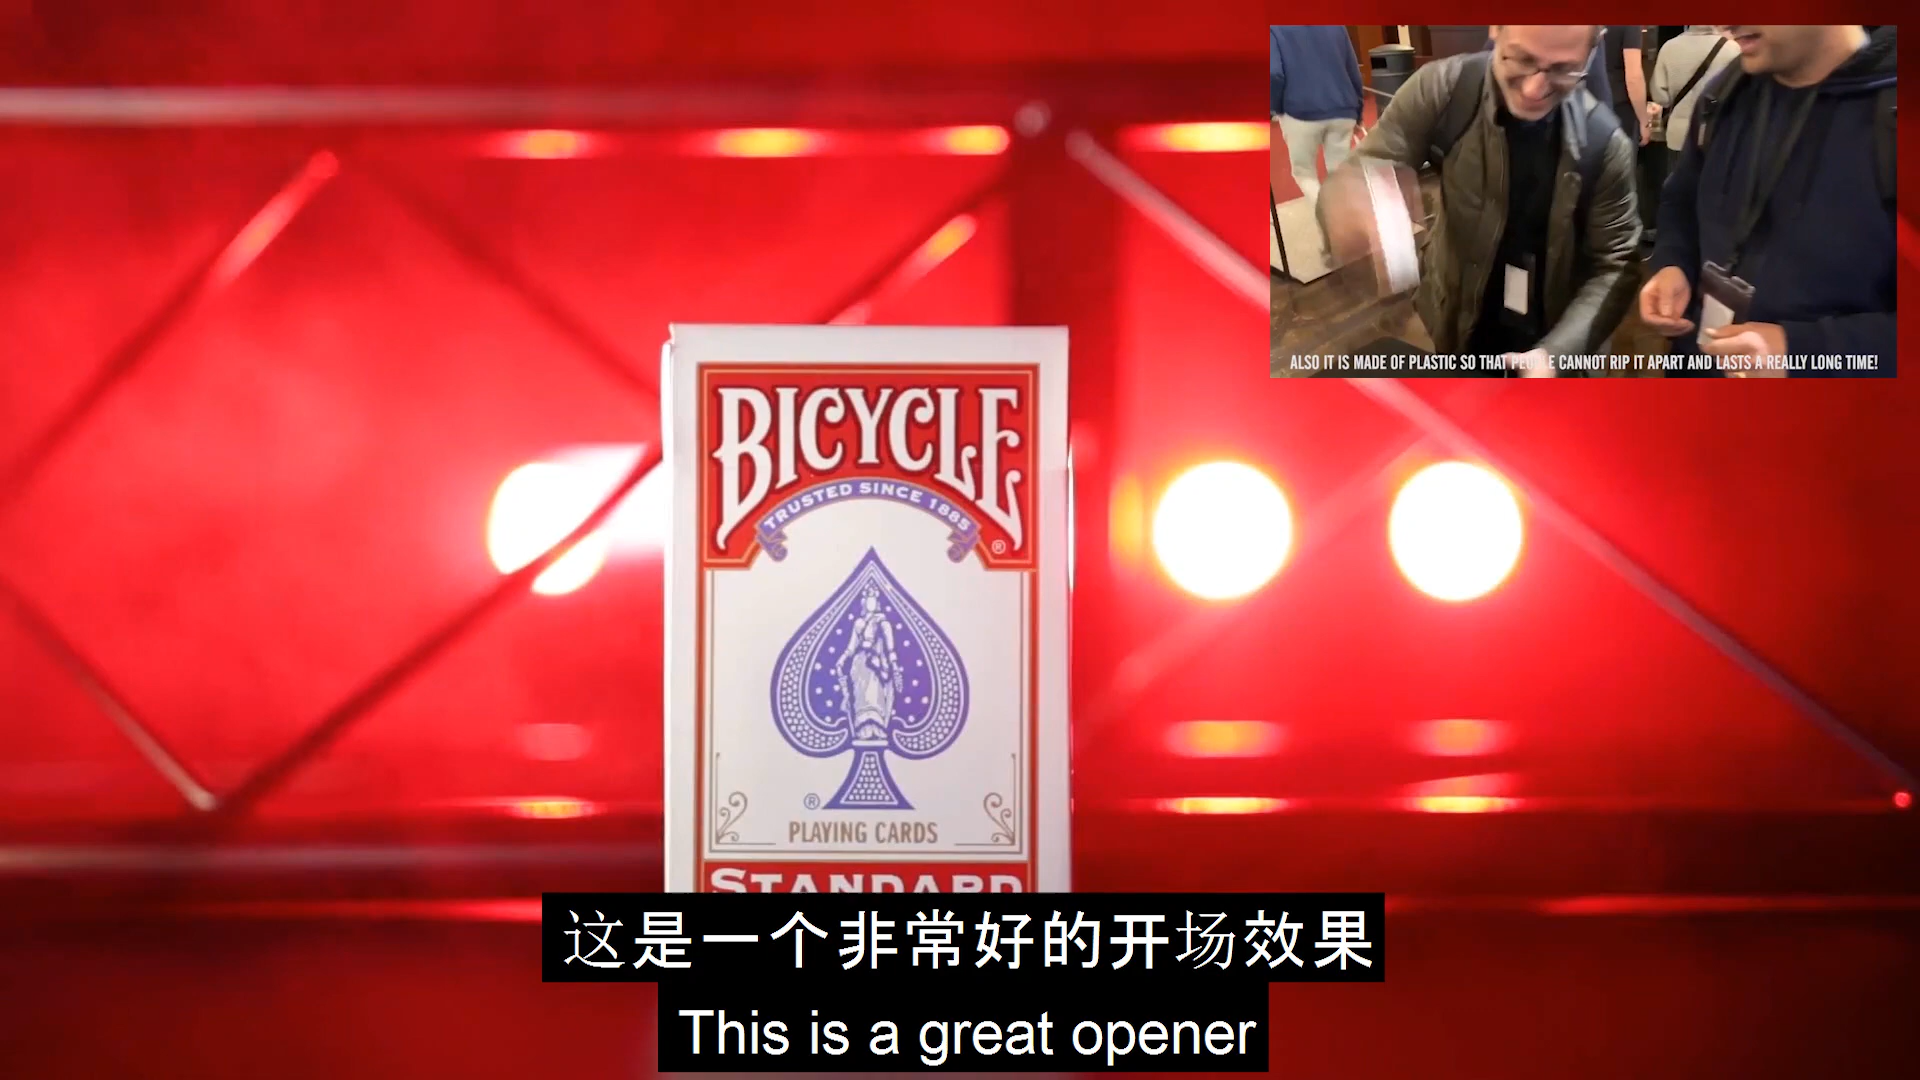 ALSO IT IS MADE OF PLASTIC SO THAT PEOPLE CANNOT RIP IT APART AND LASTS A REALLY LONG TIME!
BICYCLE
®
TRUSTED SINCE 1885
®
PLAYING CARDS
STANDARD
这是一个非常好的开场效果
This is a great opener